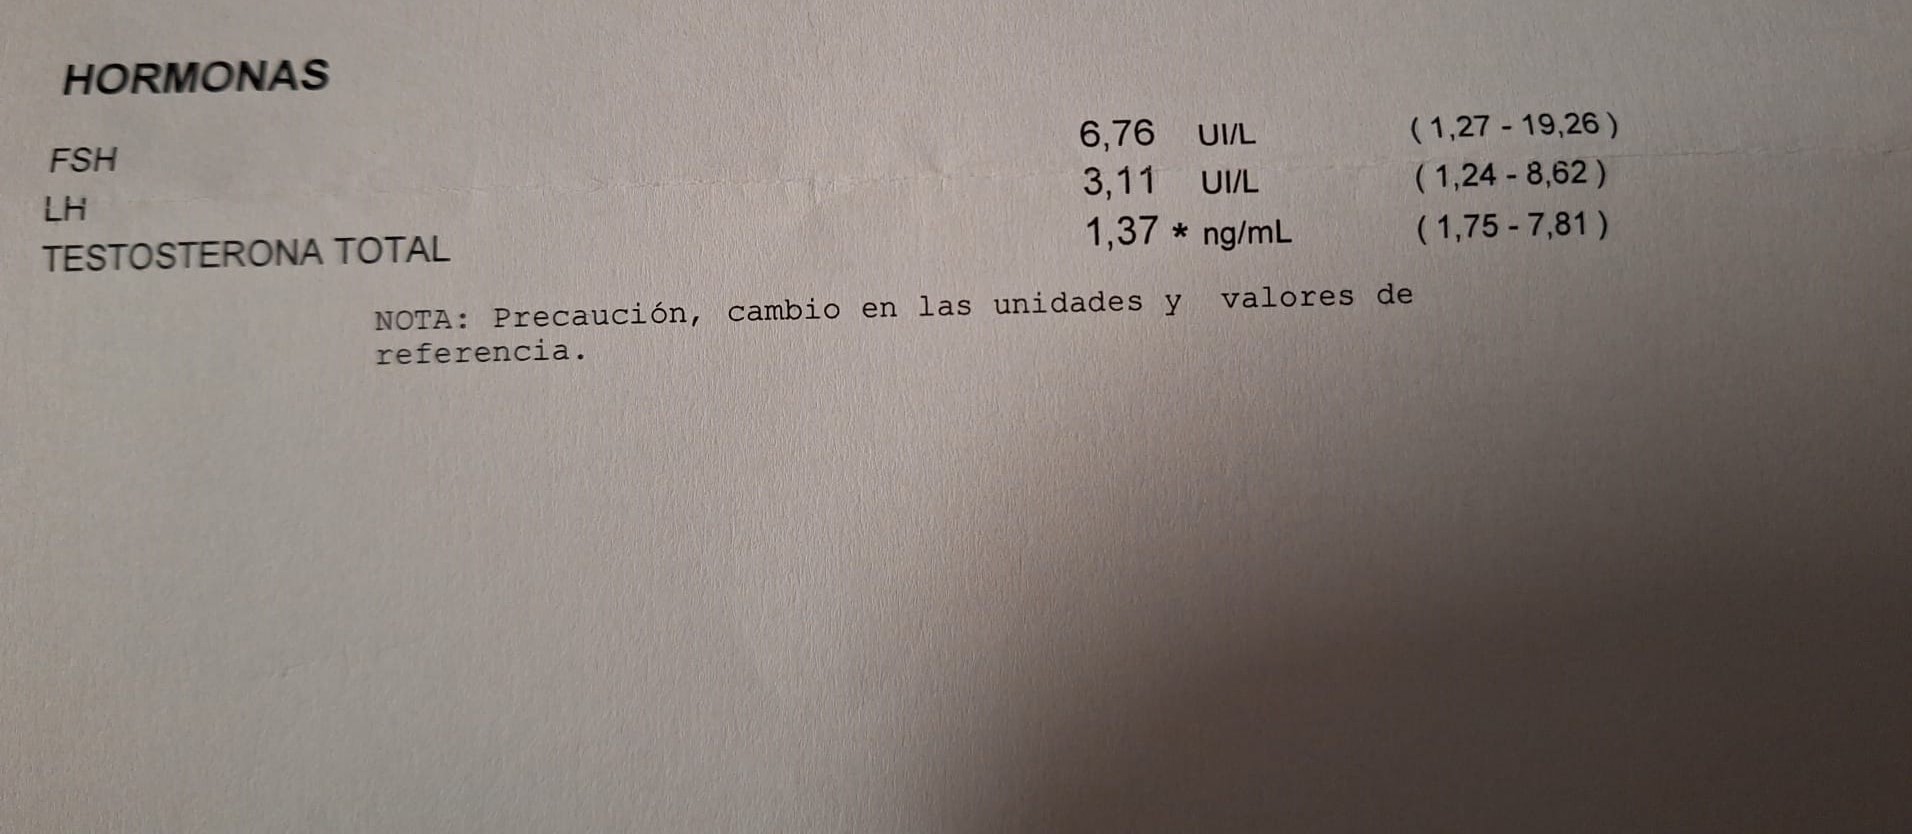 HORMONAS
FSH 6,76 UI/L ( 1,27 - 19,26 )
LH 3,11 UI/L ( 1,24 - 8,62 )
TESTOSTERONA TOTAL 1,37 * ng/mL ( 1,75 - 7,81 )
NOTA: Precaución, cambio en las unidades y valores de
referencia.